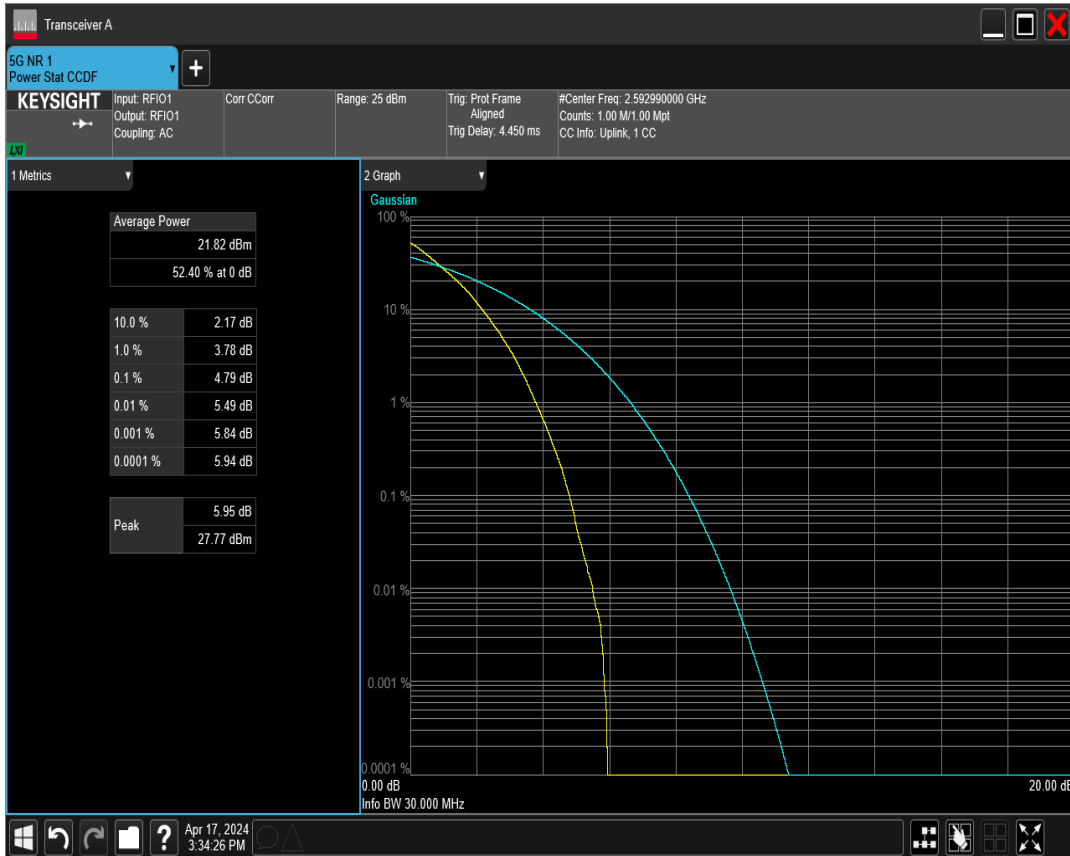 Transceiver A
5G NR 1
Power Stat CCDF
+
KEYSIGHT
LXI
Input: RFIO1
Output: RFIO1
Coupling: AC
Corr CCorr
Range: 25 dBm
Trig: Prot Frame
Aligned
Trig Delay: 4.450 ms
#Center Freq: 2.592990000 GHz
Counts: 1.00 M/1.00 Mpt
CC Info: Uplink, 1 CC
1 Metrics
Average Power
21.82 dBm
52.40 % at 0 dB
10.0 % 2.17 dB
1.0 % 3.78 dB
0.1 % 4.79 dB
0.01 % 5.49 dB
0.001 % 5.84 dB
0.0001 % 5.94 dB
Peak
5.95 dB
27.77 dBm
2 Graph
Gaussian
100 %
10 %
1 %
0.1 %
0.01 %
0.001 %
0.0001 %
0.00 dB 20.00 dB
Info BW 30.000 MHz
?
Apr 17, 2024
3:34:26 PM